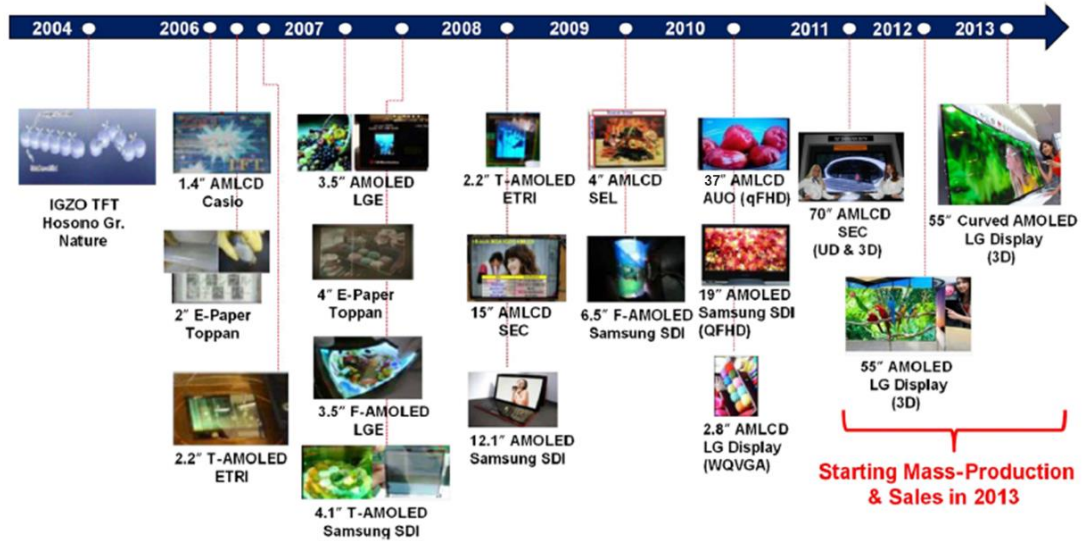 2004
2006
2007
2008
2009
2010
2011
2012
2013
IGZO TFT
Hosono Gr.
Nature
1.4" AMLCD
Casio
2" E-Paper
Toppan
2.2" T-AMOLED
ETRI
3.5" AMOLED
LGE
4" E-Paper
Toppan
3.5" F-AMOLED
LGE
4.1" T-AMOLED
Samsung SDI
2.2" T-AMOLED
ETRI
15" AMLCD
SEC
12.1" AMOLED
Samsung SDI
4" AMLCD
SEL
6.5" F-AMOLED
Samsung SDI
37" AMLCD
AUO (qFHD)
19" AMOLED
Samsung SDI
(QFHD)
2.8" AMLCD
LG Display
(WQVGA)
70" AMLCD
SEC
(UD & 3D)
55" AMOLED
LG Display
(3D)
55" Curved AMOLED
LG Display
(3D)
Starting Mass-Production
& Sales in 2013